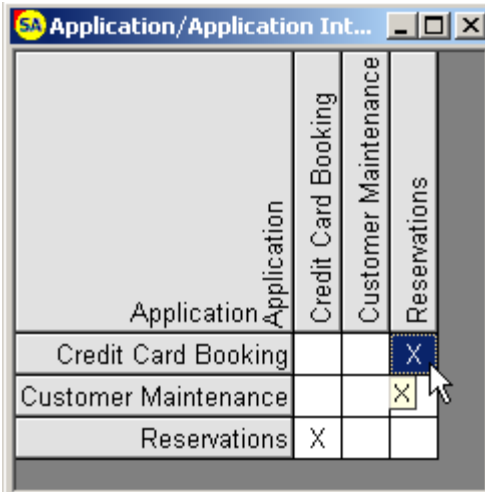 SA Application/Application Int...
Application
Application
Credit Card Booking
Customer Maintenance
Reservations
Credit Card Booking X
Customer Maintenance X
Reservations X